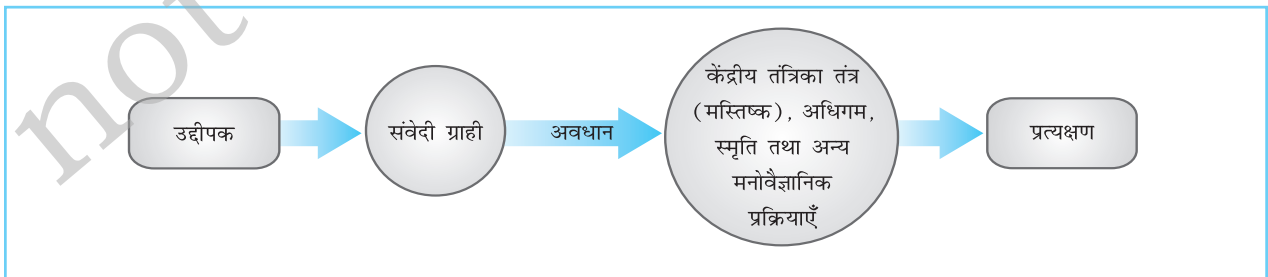 not
उद्दीपक
संवेदी ग्राही
अवधान
केंद्रीय तंत्रिका तंत्र
(मस्तिष्क), अधिगम,
स्मृति तथा अन्य
मनोवैज्ञानिक
प्रक्रियाएँ
प्रत्यक्षण